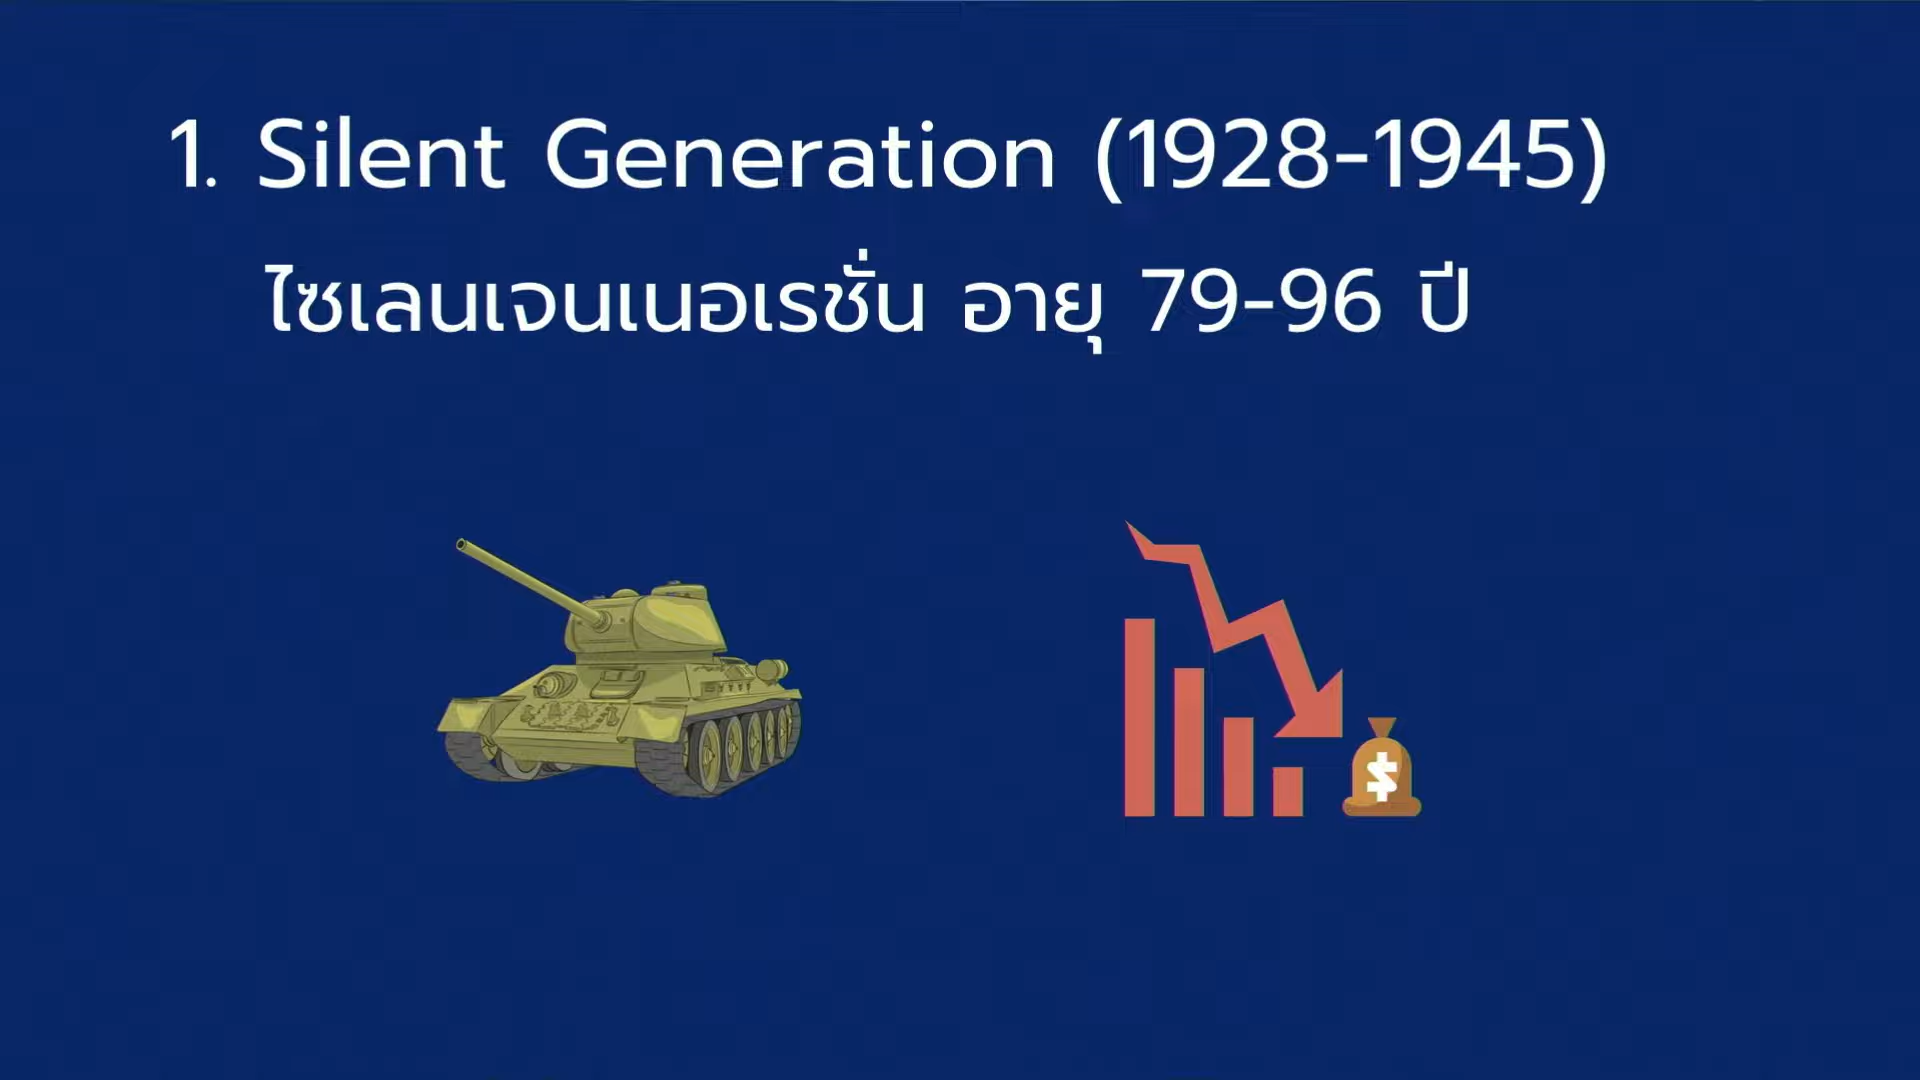 1. Silent Generation (1928-1945)
ไซเลนเจนเนอเรชั่น อายุ 79-96 ปี
$